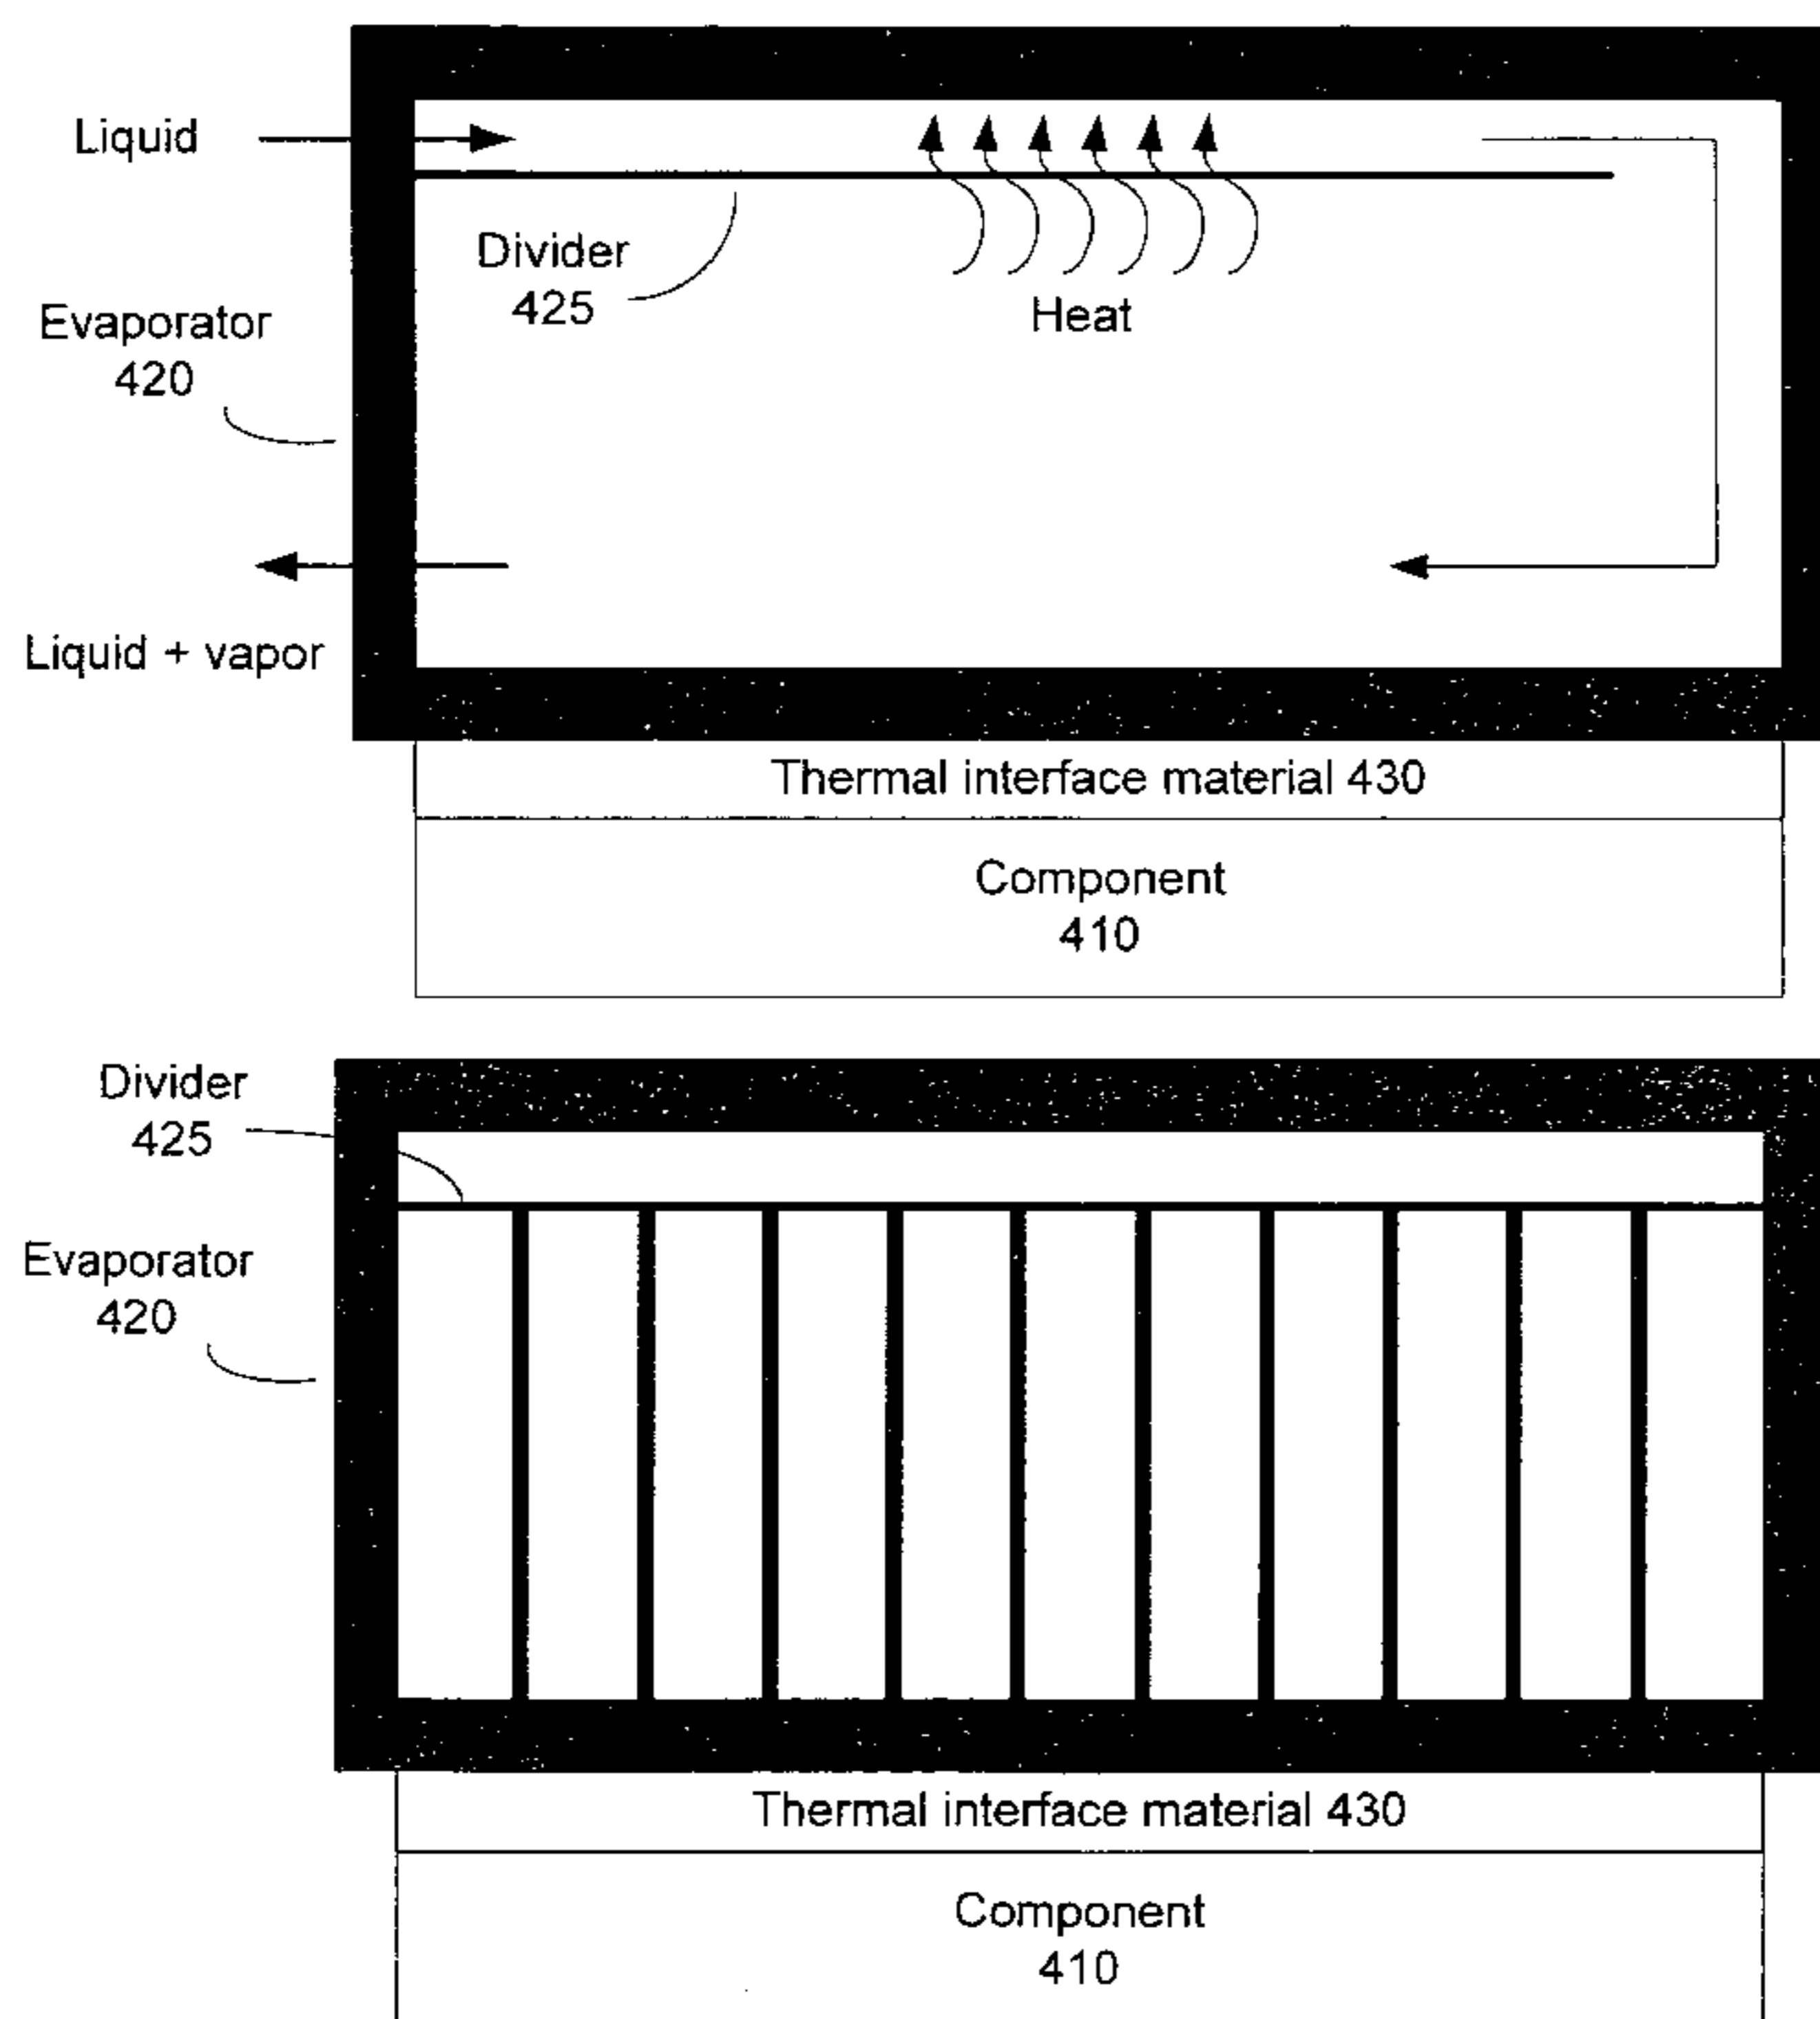 Liquid
Divider
425
Evaporator
420
Heat
Liquid + vapor
Thermal interface material 430
Component
410
Divider
425
Evaporator
420
Thermal interface material 430
Component
410